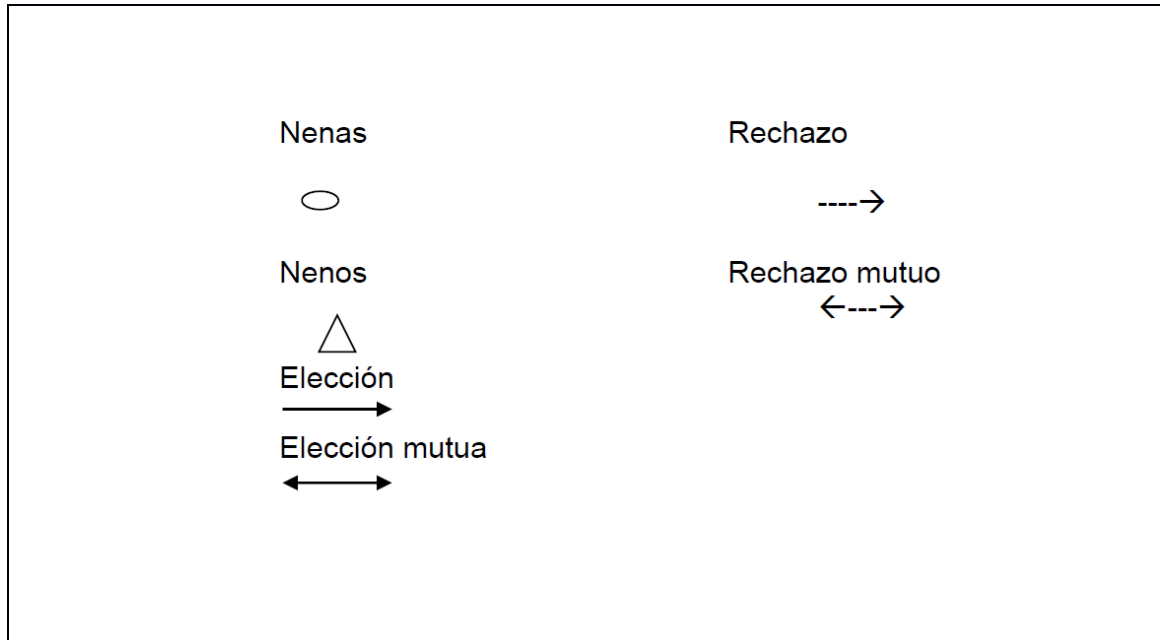 Nenas
Rechazo
---->
Nenos
Rechazo mutuo
<--->
Elección
Elección mutua